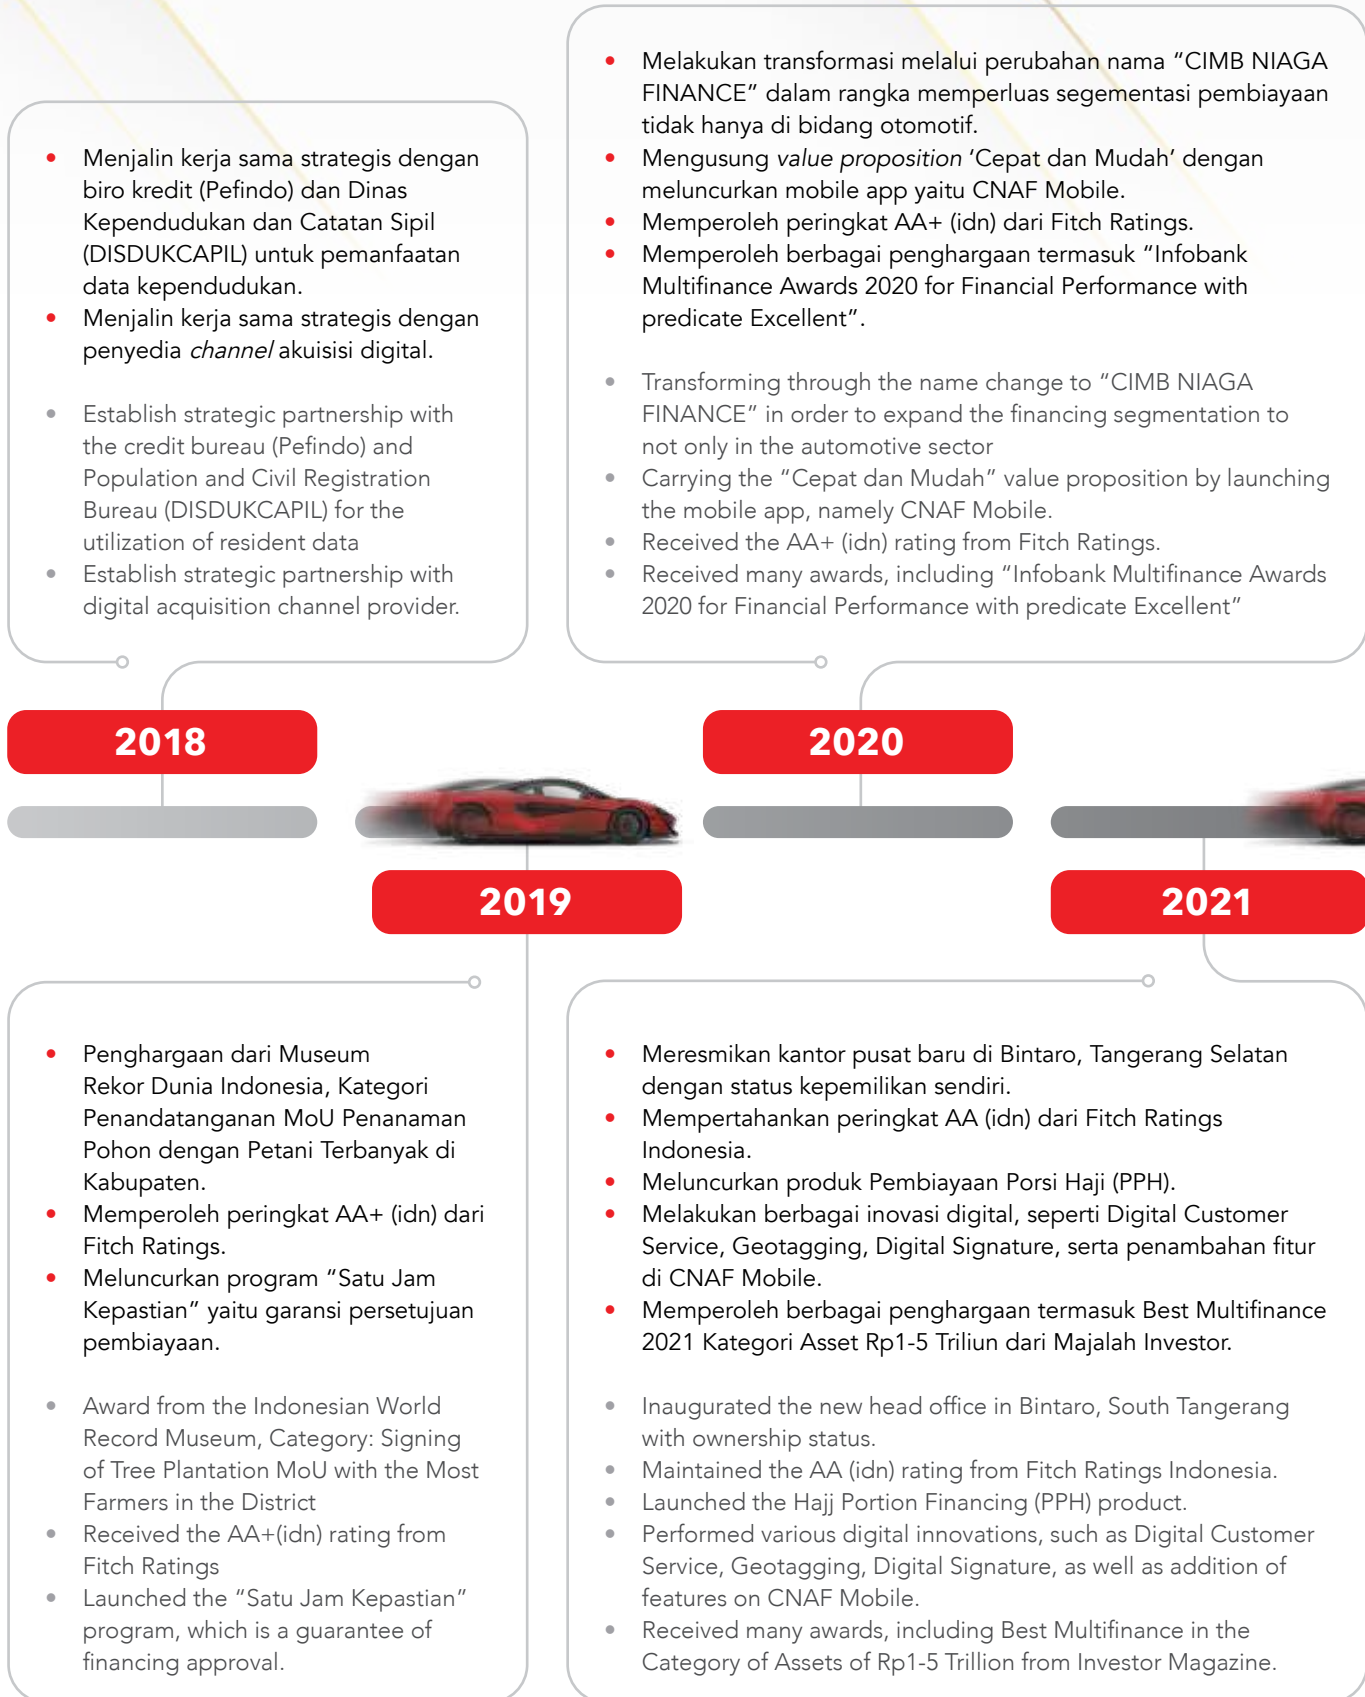 • Menjalin kerja sama strategis dengan
biro kredit (Pefindo) dan Dinas
Kependudukan dan Catatan Sipil
(DISDUKCAPIL) untuk pemanfaatan
data kependudukan.
• Menjalin kerja sama strategis dengan
penyedia channel akuisisi digital.
• Establish strategic partnership with
the credit bureau (Pefindo) and
Population and Civil Registration
Bureau (DISDUKCAPIL) for the
utilization of resident data
• Establish strategic partnership with
digital acquisition channel provider.
2018
• Penghargaan dari Museum
Rekor Dunia Indonesia, Kategori
Penandatanganan MoU Penanaman
Pohon dengan Petani Terbanyak di
Kabupaten.
• Memperoleh peringkat AA+ (idn) dari
Fitch Ratings.
• Meluncurkan program “Satu Jam
Kepastian” yaitu garansi persetujuan
pembiayaan.
• Award from the Indonesian World
Record Museum, Category: Signing
of Tree Plantation MoU with the Most
Farmers in the District
• Received the AA+(idn) rating from
Fitch Ratings
• Launched the “Satu Jam Kepastian”
program, which is a guarantee of
financing approval.
2019
• Melakukan transformasi melalui perubahan nama “CIMB NIAGA
FINANCE” dalam rangka memperluas segementasi pembiayaan
tidak hanya di bidang otomotif.
• Mengusung value proposition ‘Cepat dan Mudah’ dengan
meluncurkan mobile app yaitu CNAF Mobile.
• Memperoleh peringkat AA+ (idn) dari Fitch Ratings.
• Memperoleh berbagai penghargaan termasuk “Infobank
Multifinance Awards 2020 for Financial Performance with
predicate Excellent”.
• Transforming through the name change to “CIMB NIAGA
FINANCE” in order to expand the financing segmentation to
not only in the automotive sector
• Carrying the “Cepat dan Mudah” value proposition by launching
the mobile app, namely CNAF Mobile.
• Received the AA+ (idn) rating from Fitch Ratings.
• Received many awards, including “Infobank Multifinance Awards
2020 for Financial Performance with predicate Excellent”
2020
2021
• Meresmikan kantor pusat baru di Bintaro, Tangerang Selatan
dengan status kepemilikan sendiri.
• Mempertahankan peringkat AA (idn) dari Fitch Ratings
Indonesia.
• Meluncurkan produk Pembiayaan Porsi Haji (PPH).
• Melakukan berbagai inovasi digital, seperti Digital Customer
Service, Geotagging, Digital Signature, serta penambahan fitur
di CNAF Mobile.
• Memperoleh berbagai penghargaan termasuk Best Multifinance
2021 Kategori Asset Rp1-5 Triliun dari Majalah Investor.
• Inaugurated the new head office in Bintaro, South Tangerang
with ownership status.
• Maintained the AA (idn) rating from Fitch Ratings Indonesia.
• Launched the Hajj Portion Financing (PPH) product.
• Performed various digital innovations, such as Digital Customer
Service, Geotagging, Digital Signature, as well as addition of
features on CNAF Mobile.
• Received many awards, including Best Multifinance in the
Category of Assets of Rp1-5 Trillion from Investor Magazine.